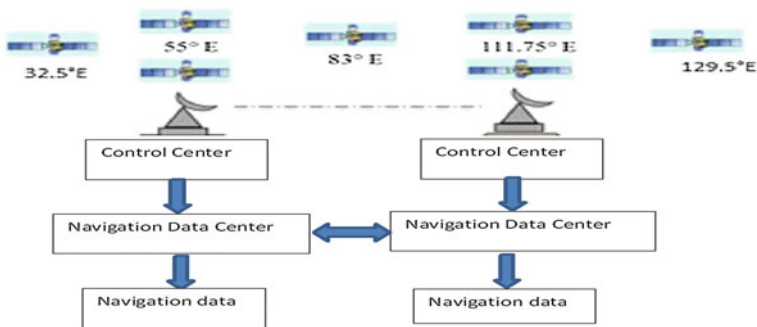 55° E
111.75° E
32.5°E
83° E
129.5°E
Control Center
Control Center
Navigation Data Center
Navigation Data Center
Navigation data
Navigation data